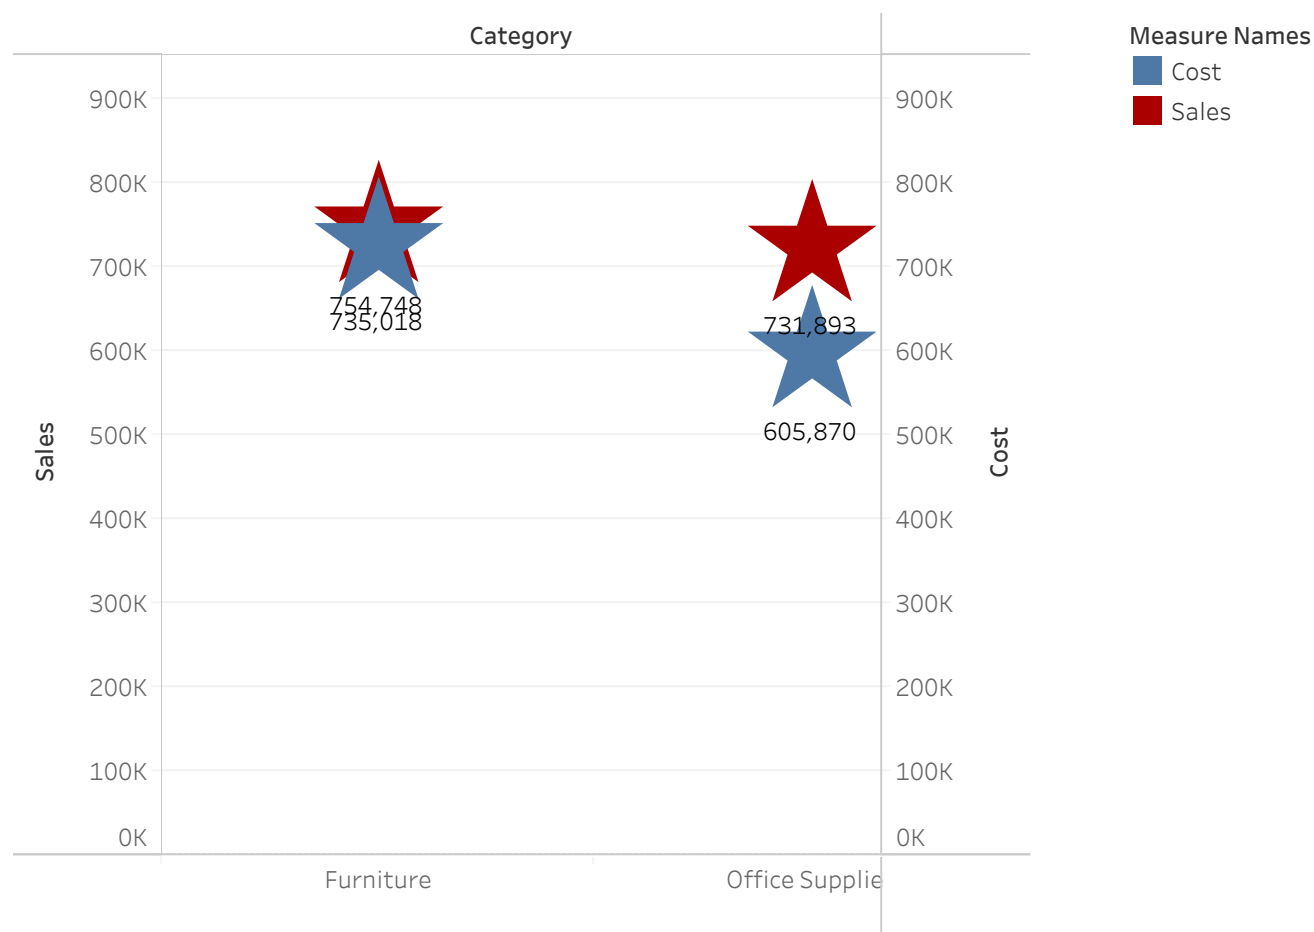 Category
Measure Names
Cost
Sales
900K
800K
700K
600K
500K
400K
300K
200K
100K
0K
Sales
754,748
735,018
731,893
605,870
900K
800K
700K
600K
500K
400K
300K
200K
100K
0K
Cost
Furniture
Office Supplie